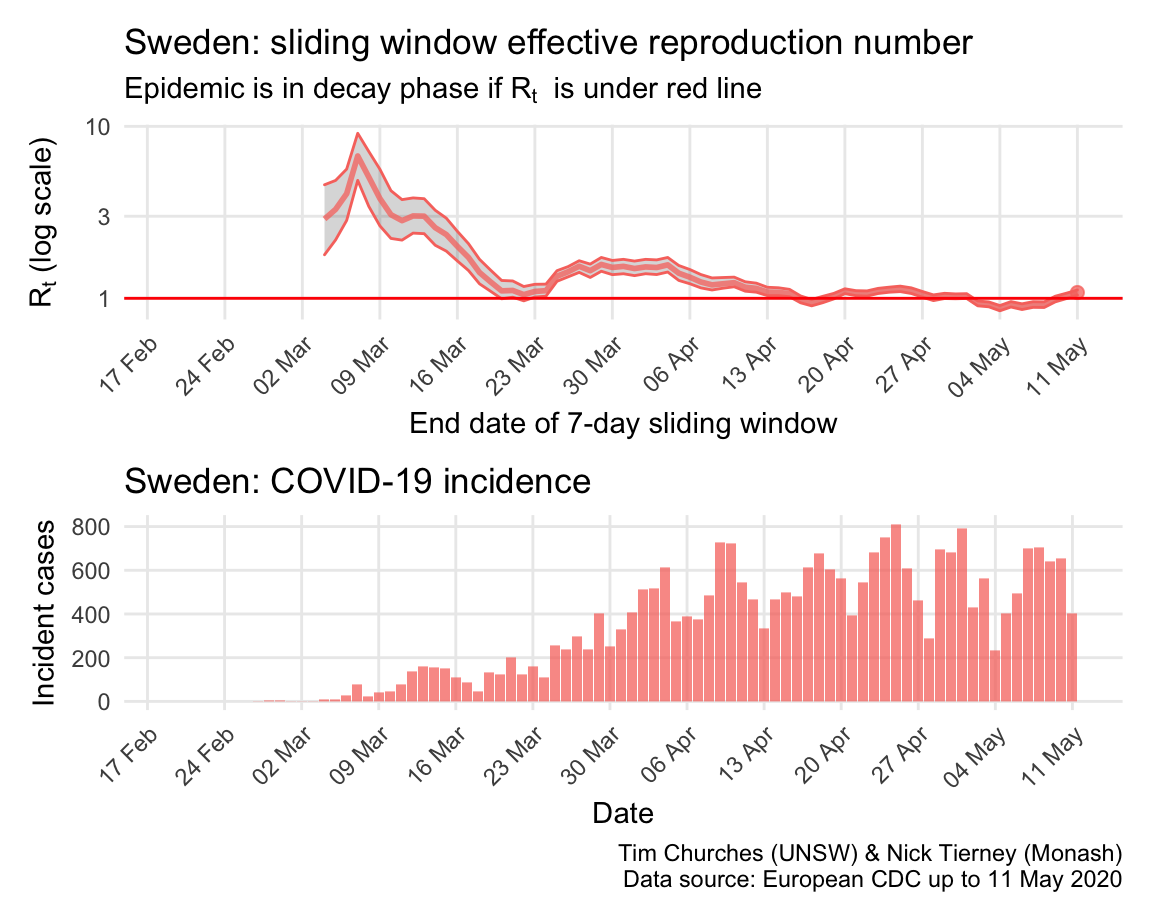 Sweden: sliding window effective reproduction number
Epidemic is in decay phase if Rt is under red line
Rt (log scale)
10
3
1
17 Feb
24 Feb
02 Mar
09 Mar
16 Mar
23 Mar
30 Mar
06 Apr
13 Apr
20 Apr
27 Apr
04 May
11 May
End date of 7-day sliding window
Sweden: COVID-19 incidence
Incident cases
800
600
400
200
0
17 Feb
24 Feb
02 Mar
09 Mar
16 Mar
23 Mar
30 Mar
06 Apr
13 Apr
20 Apr
27 Apr
04 May
11 May
Date
Tim Churches (UNSW) & Nick Tierney (Monash)
Data source: European CDC up to 11 May 2020